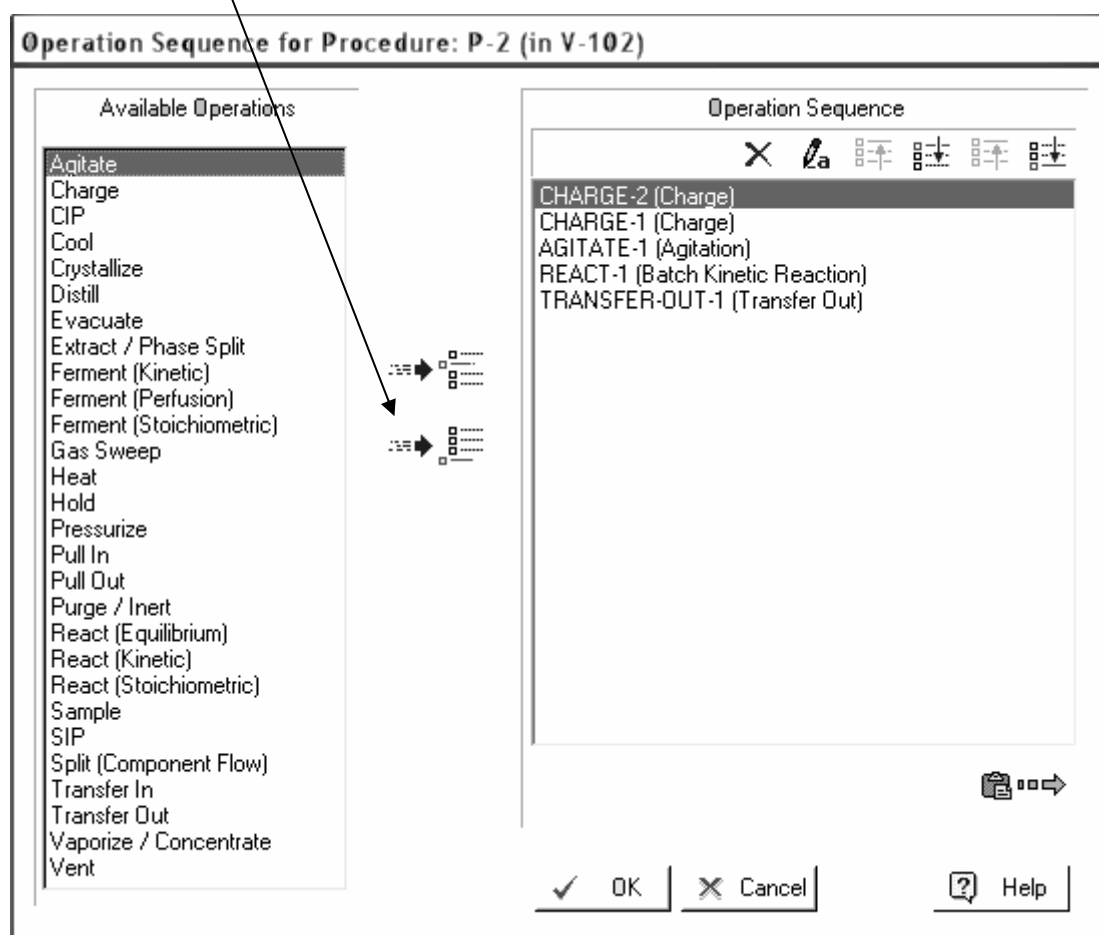 Operation Sequence for Procedure: P-2 (in V-102)
Available Operations
Agitate
Charge
CIP
Cool
Crystallize
Distill
Evacuate
Extract / Phase Split
Ferment (Kinetic)
Ferment (Perfusion)
Ferment (Stoichiometric)
Gas Sweep
Heat
Hold
Pressurize
Pull In
Pull Out
Purge / Inert
React (Equilibrium)
React (Kinetic)
React (Stoichiometric)
Sample
SIP
Split (Component Flow)
Transfer In
Transfer Out
Vaporize / Concentrate
Vent
Operation Sequence
a
CHARGE-2 (Charge)
CHARGE-1 (Charge)
AGITATE-1 (Agitation)
REACT-1 (Batch Kinetic Reaction)
TRANSFER-OUT-1 (Transfer Out)
OK
Cancel
? Help